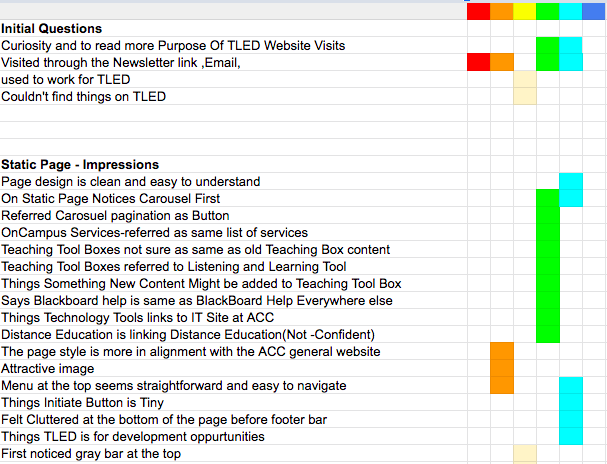 Initial Questions
Curiosity and to read more Purpose Of TLED Website Visits
Visited through the Newsletter link ,Email,
used to work for TLED
Couldn't find things on TLED
Static Page - Impressions
Page design is clean and easy to understand
On Static Page Notices Carousel First
Referred Carosuel pagination as Button
OnCampus Services-referred as same list of services
Teaching Tool Boxes not sure as same as old Teaching Box content
Teaching Tool Boxes referred to Listening and Learning Tool
Things Something New Content Might be added to Teaching Tool Box
Says Blackboard help is same as BlackBoard Help Everywhere else
Things Technology Tools links to IT Site at ACC
Distance Education is linking Distance Education(Not -Confident)
The page style is more in alignment with the ACC general website
Attractive image
Menu at the top seems straightforward and easy to navigate
Things Initiate Button is Tiny
Felt Cluttered at the bottom of the page before footer bar
Things TLED is for development oppurtunities
First noticed gray bar at the top